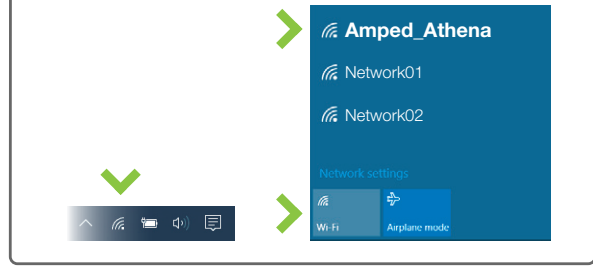 Amped_Athena
Network01
Network02
Network settings
Wi-Fi
Airplane mode